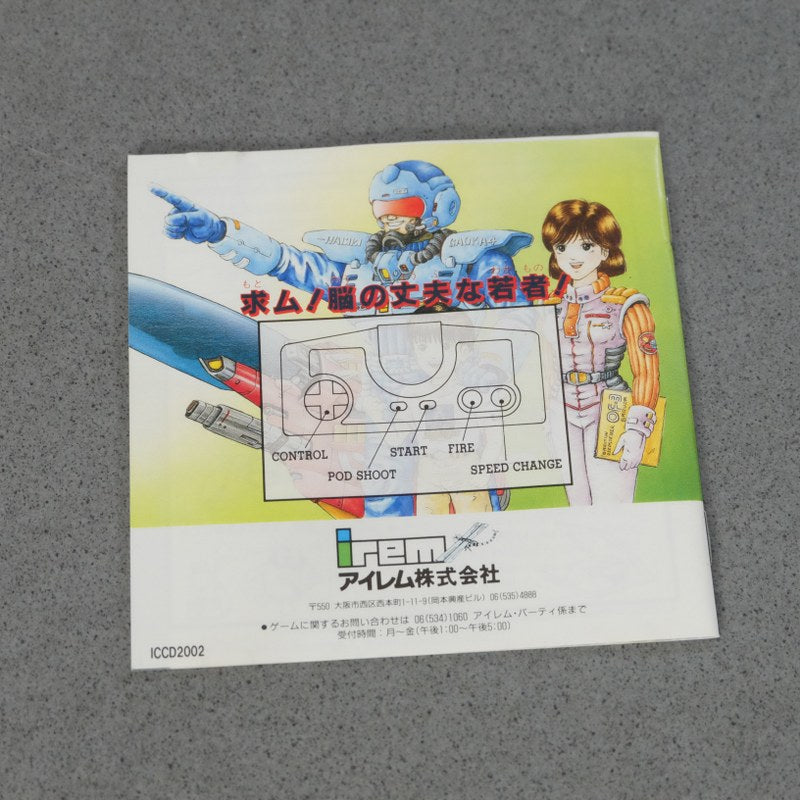 求ム!脳の丈夫な若者!
CONTROL
POD SHOOT
START
FIRE
SPEED CHANGE
irem
アイレム株式会社
〒550 大阪市西区西本町1-11-9(岡本興産ビル) 06(535)4888
●ゲームに関するお問い合わせは 06(534)1060 アイレム・パーティ係まで
受付時間:月〜金(午後1:00〜午後5:00)
ICCD2002